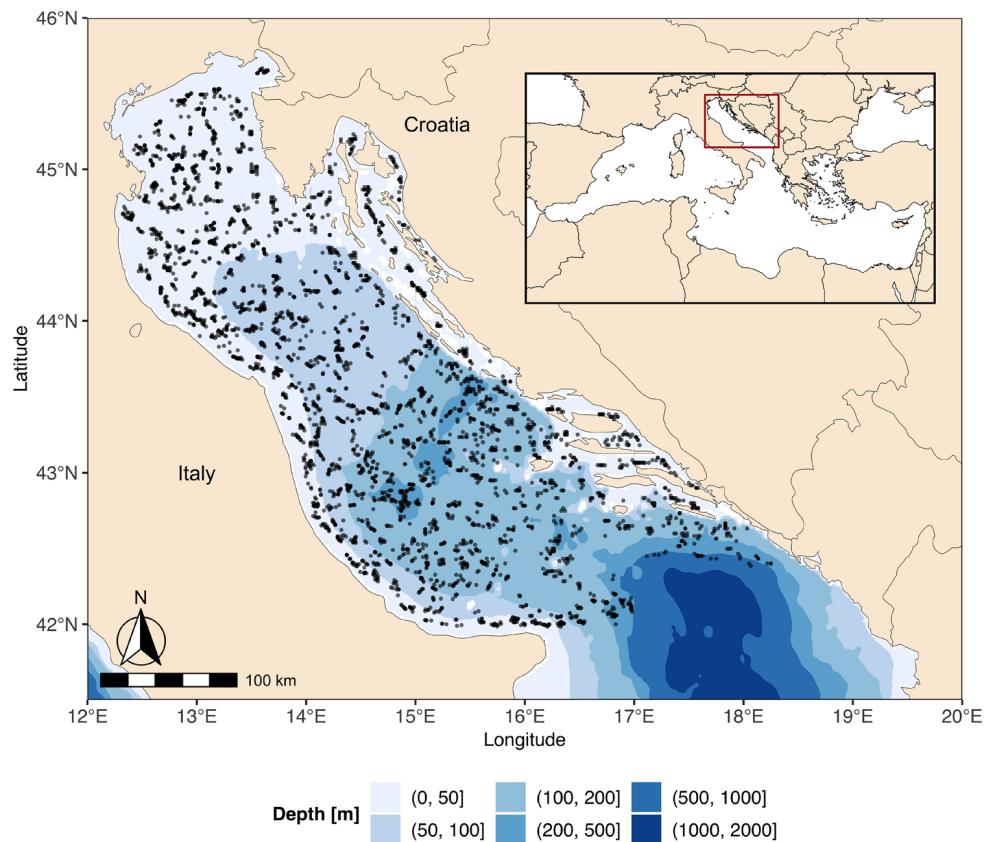 46°N
45°N
44°N
43°N
42°N
Latitude
Croatia
Italy
N
100 km
12°E 13°E 14°E 15°E 16°E 17°E 18°E 19°E 20°E
Longitude
Depth [m]
(0, 50] (100, 200] (500, 1000]
(50, 100] (200, 500] (1000, 2000]